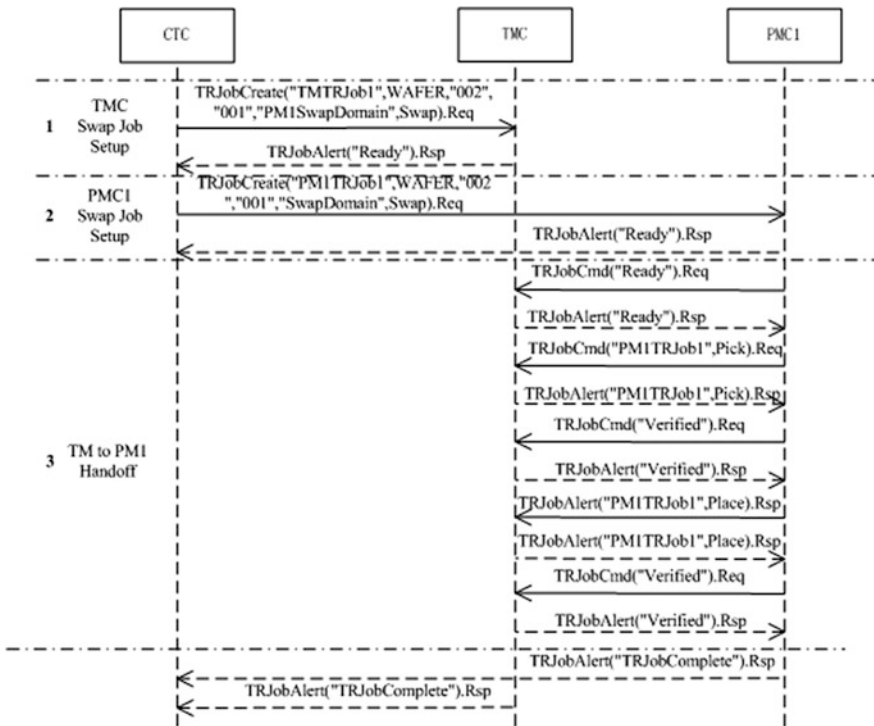 CTC
TMC
PMC1
TRJobCreate("TMTRJob1",WAFER,"002",
"001","PM1SwapDomain",Swap).Req
1
TMC
Swap Job
Setup
TRJobAlert("Ready").Rsp
TRJobCreate("PM1TRJob1",WAFER,"002
","001","SwapDomain",Swap).Req
2
PMC1
Swap Job
Setup
TRJobAlert("Ready").Rsp
TRJobCmd("Ready").Req
TRJobAlert("Ready").Rsp
TRJobCmd("PM1TRJob1",Pick).Req
TRJobAlert("PM1TRJob1",Pick).Rsp
TRJobCmd("Verified").Req
3
TM to PM1
Handoff
TRJobAlert("Verified").Rsp
TRJobAlert("PM1TRJob1",Place).Rsp
TRJobAlert("PM1TRJob1",Place).Rsp
TRJobCmd("Verified").Req
TRJobAlert("Verified").Rsp
TRJobAlert("TRJobComplete").Rsp
TRJobAlert("TRJobComplete").Rsp